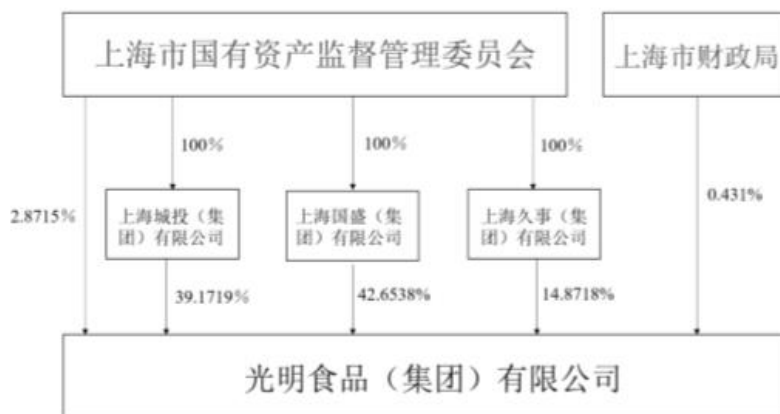 上海市国有资产监督管理委员会
上海市财政局
100%
100%
100%
2.8715%
上海城投（集
团）有限公司
上海国盛（集
团）有限公司
上海久事（集
团）有限公司
0.431%
39.1719%
42.6538%
14.8718%
光明食品（集团）有限公司